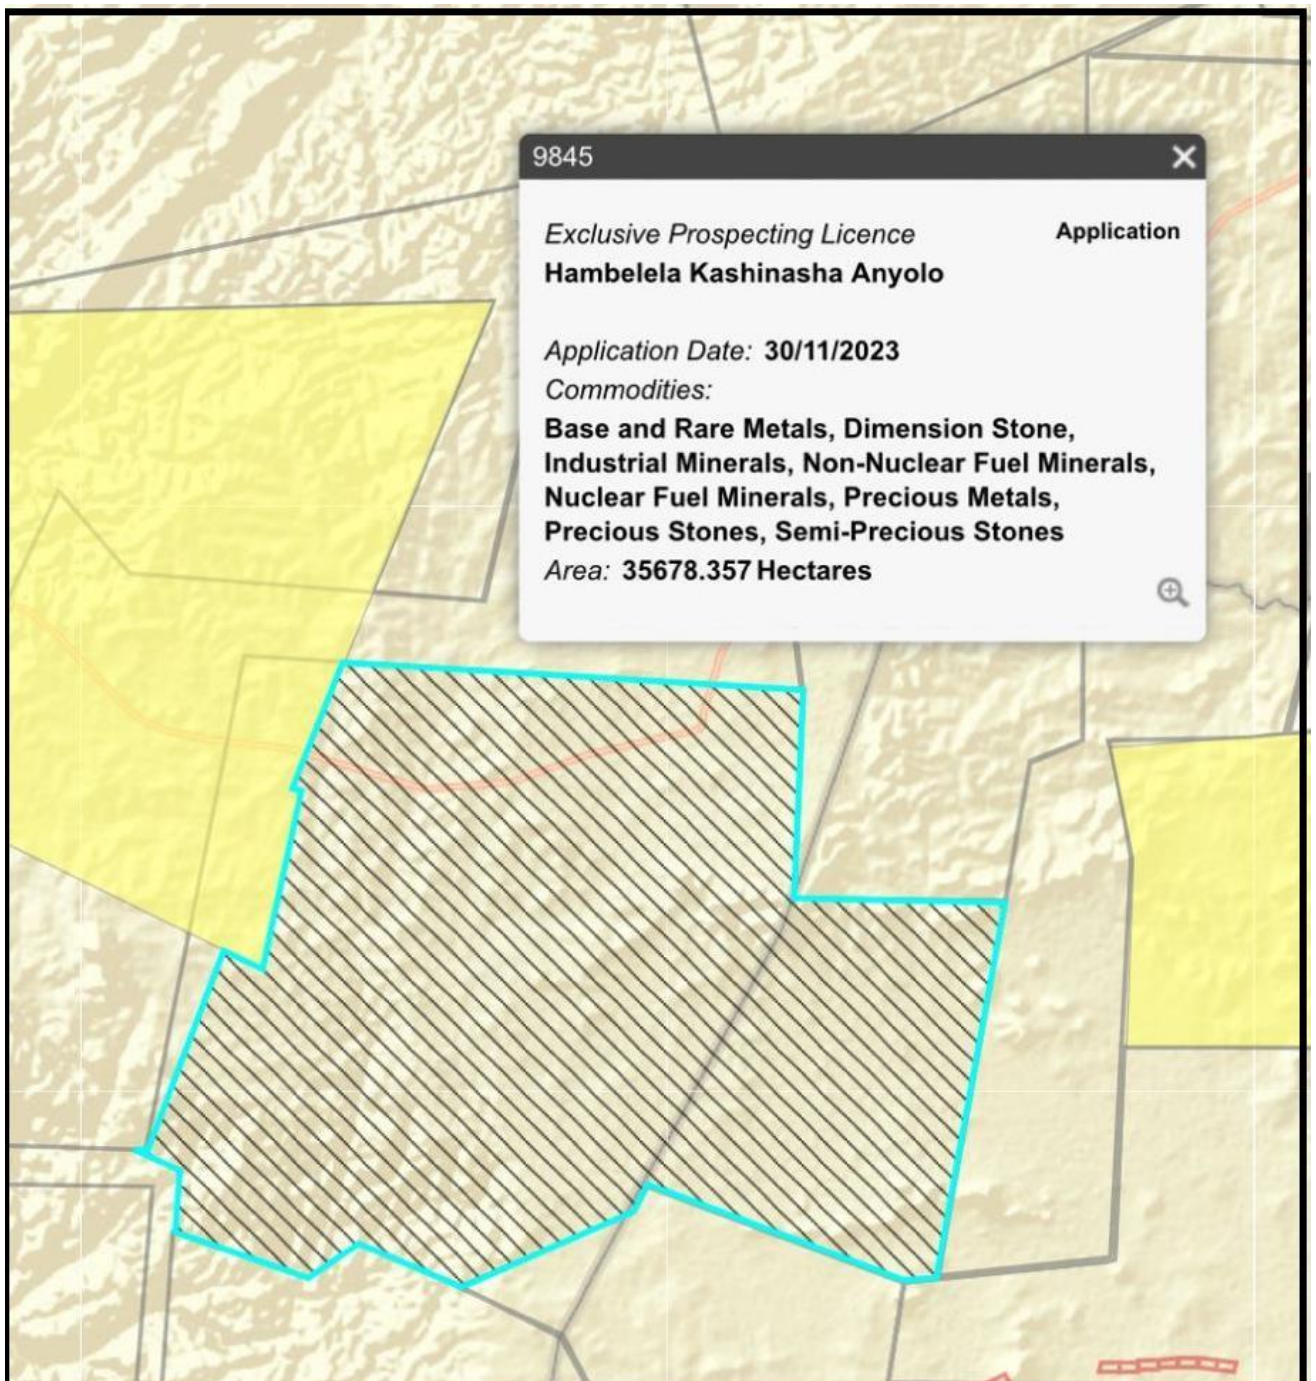 9845
Exclusive Prospecting Licence Application
Hambelela Kashinasha Anyolo
Application Date: 30/11/2023
Commodities:
Base and Rare Metals, Dimension Stone,
Industrial Minerals, Non-Nuclear Fuel Minerals,
Nuclear Fuel Minerals, Precious Metals,
Precious Stones, Semi-Precious Stones
Area: 35678.357 Hectares